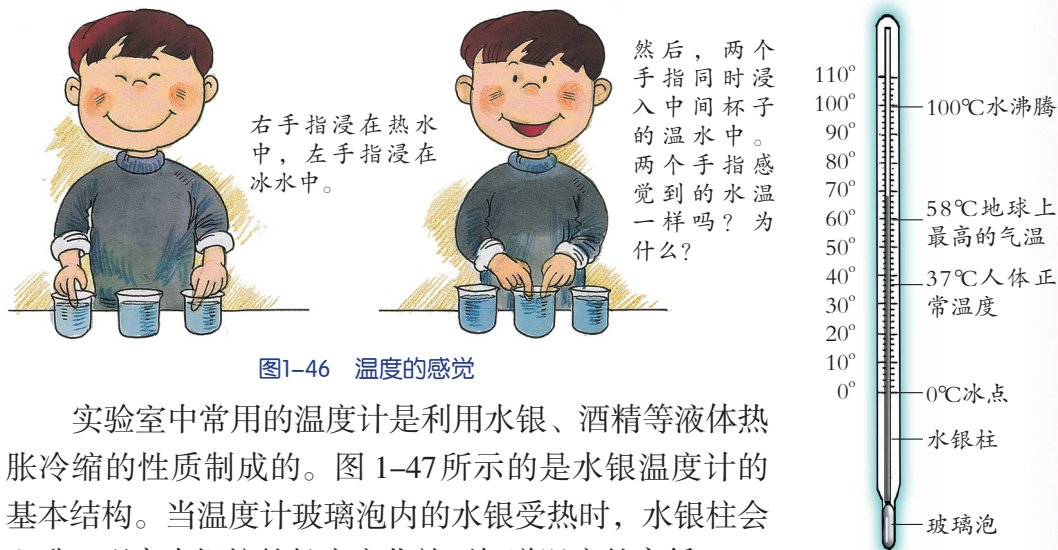 右手指浸在热水
中，左手指浸在
冰水中。
然后，两个
手指同时浸
入中间杯子
的温水中。
两个手指感
觉到的水温
一样吗？为
什么？
图1-46 温度的感觉
实验室中常用的温度计是利用水银、酒精等液体热
胀冷缩的性质制成的。图 1-47所示的是水银温度计的
基本结构。当温度计玻璃泡内的水银受热时，水银柱会
110°
100°
90°
80°
70°
60°
50°
40°
30°
20°
10°
0°
100℃水沸腾
58℃地球上
最高的气温
37℃人体正
常温度
0℃冰点
水银柱
玻璃泡